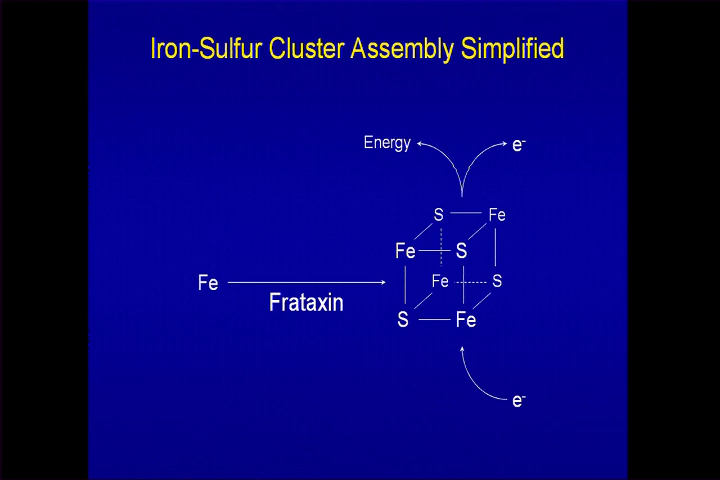 Iron-Sulfur Cluster Assembly Simplified
Energy e-
S Fe
Fe S
Fe Fe S
Frataxin
S Fe
e-